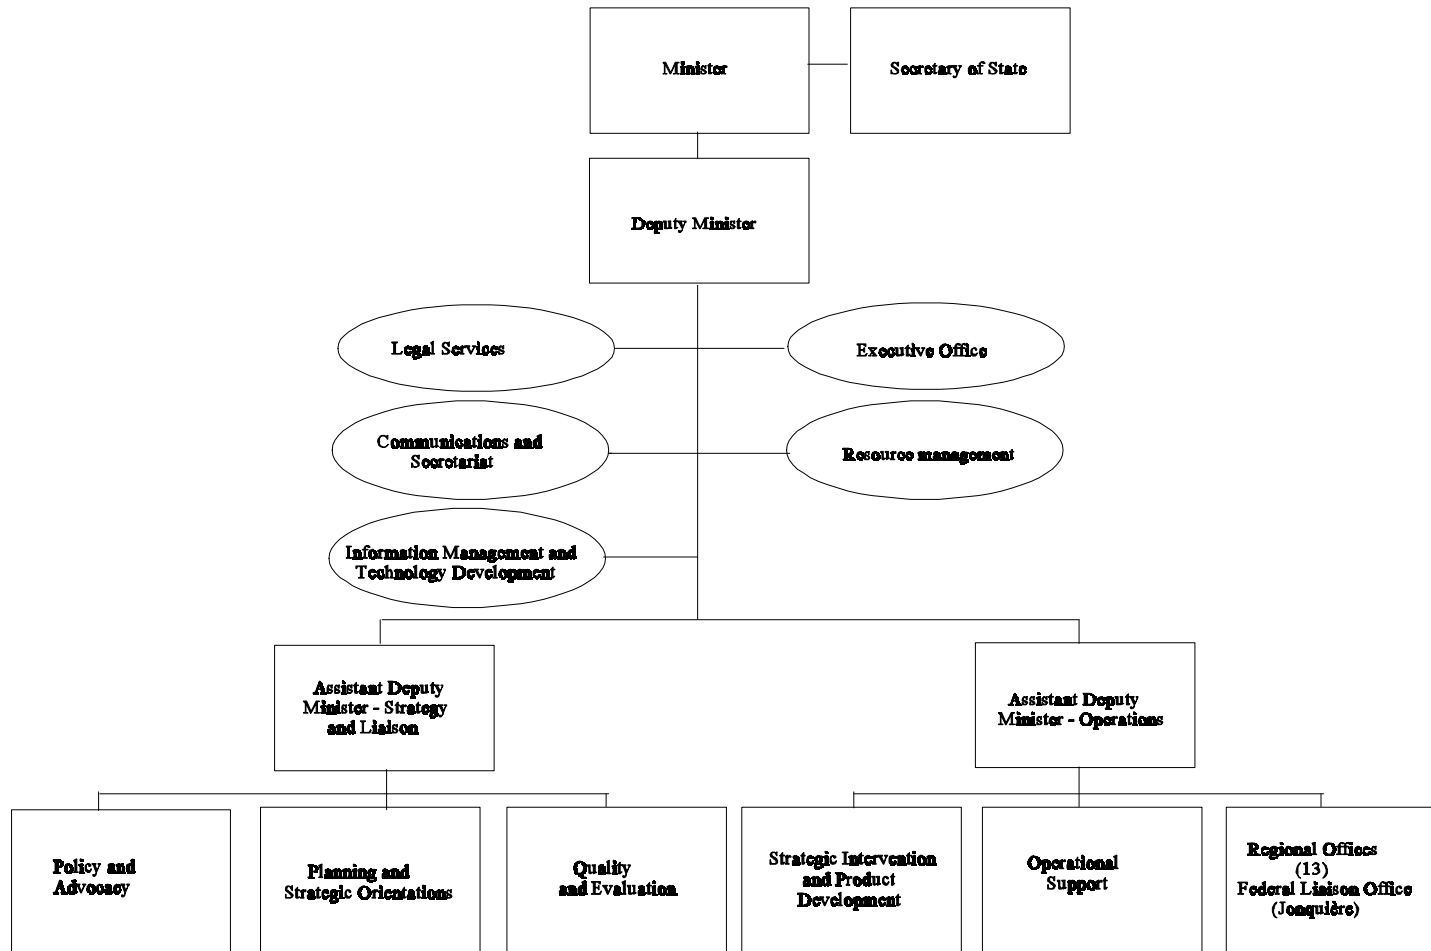 Minister
Secretary of State
Deputy Minister
Legal Services
Executive Office
Communications and
Secretariat
Resource management
Information Management and
Technology Development
Assistant Deputy
Minister - Strategy
and Liaison
Assistant Deputy
Minister - Operations
Policy and
Advocacy
Planning and
Strategic Orientations
Quality
and Evaluation
Strategic Intervention
and Product
Development
Operational
Support
Regional Offices
(13)
Federal Liaison Office
(Jonquière)